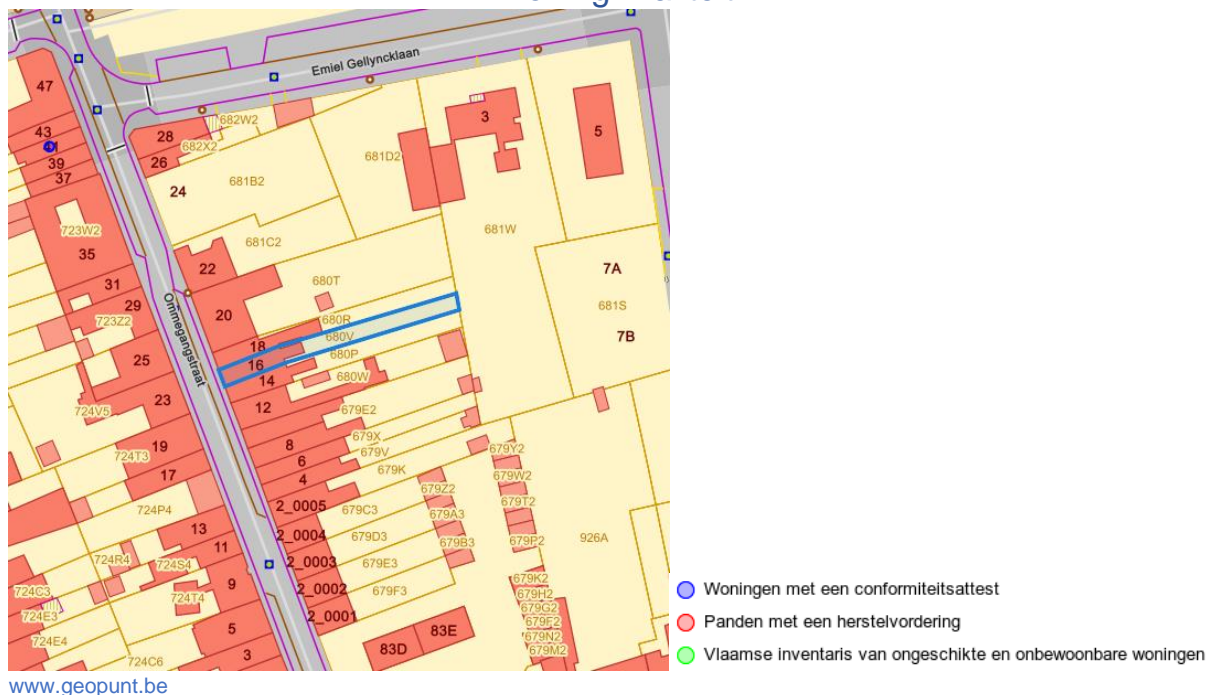 Emiel Gellyncklaan
47
43
41
39
37
28
26
682W2
682X2
24
681B2
681D2
3
5
723W2
35
681C2
681W
22
31
29
723Z2
Ommegangstraat
20
680T
7A
681S
7B
680R
18
680V
16
680P
14
680W
25
12
23
724V5
679E2
8
679X
6
679V
19
724T3
4
679K
17
679Y2
679W2
679Z2
679T2
2_0005
679C3
679A3
724P4
13
2_0004
679D3
679B3
679P2
926A
11
724R4
724S4
2_0003
679E3
679K2
9
2_0002
679F3
679H2
724C3
724T4
679G2
724E3
2_0001
679F2
724E4
5
83E
679N2
83D
679M2
3
724C6
Woningen met een conformiteitsattest
Panden met een herstelvordering
Vlaamse inventaris van ongeschikte en onbewoonbare woningen
www.geopunt.be